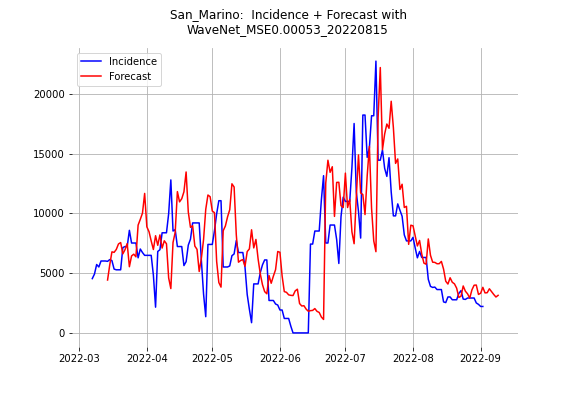 San_Marino:  Incidence + Forecast with
WaveNet_MSE0.00053_20220815
Incidence
Forecast
20000
15000
10000
5000
0
2022-03 2022-04 2022-05 2022-06 2022-07 2022-08 2022-09